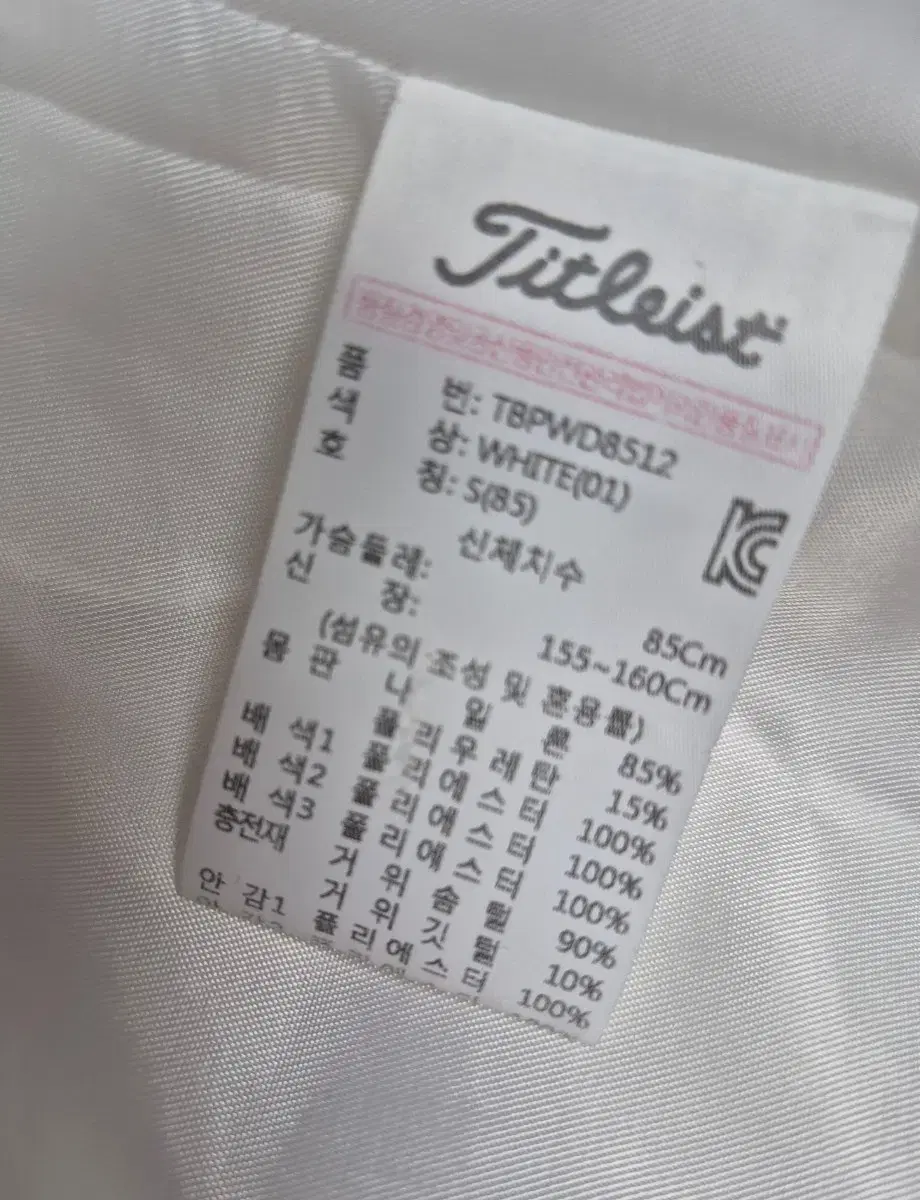 Titleist
품 번: TBPWD8512
색 상: WHITE(01)
호 칭: S(85)
신체치수
가슴둘레: 85Cm
신 장: 155~160Cm
(섬유의 조성 및 혼용률)
몸 판 나 일 론 85%
폴 리 우 레 탄 15%
배 색1 폴 리 에 스 터 100%
배 색2 폴 리 에 스 터 100%
배 색3 폴 리 에 스 터 100%
충전재 거 위 솜 털 90%
거 위 깃 털 10%
안 감1 폴 리 에 스 터 100%